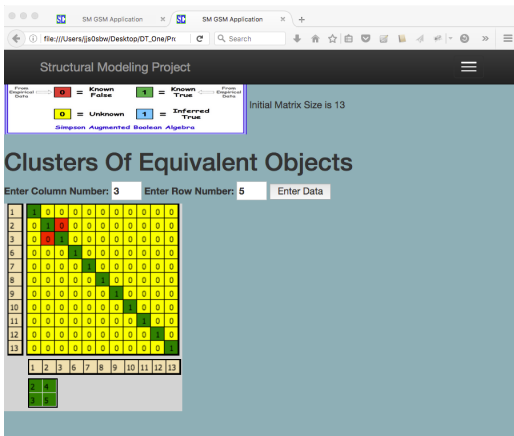 SC SM GSM Application × SC SM GSM Application × +
file:///Users/jjs0sbw/Desktop/DT_One/Pro Search
Structural Modeling Project
From Empirical Data 0 = Known False 1 = Known True From Empirical Data
0 = Unknown 1 = Inferred True
Simpson Augmented Boolean Algebra
Initial Matrix Size is 13
Clusters Of Equivalent Objects
Enter Column Number: 3 Enter Row Number: 5 Enter Data
1 1 0 0 0 0 0 0 0 0 0 0
2 0 1 0 0 0 0 0 0 0 0 0
3 0 0 1 0 0 0 0 0 0 0 0
6 0 0 0 1 0 0 0 0 0 0 0
7 0 0 0 0 1 0 0 0 0 0 0
8 0 0 0 0 0 1 0 0 0 0 0
9 0 0 0 0 0 0 1 0 0 0 0
10 0 0 0 0 0 0 0 1 0 0 0
11 0 0 0 0 0 0 0 0 1 0 0
12 0 0 0 0 0 0 0 0 0 1 0
13 0 0 0 0 0 0 0 0 0 0 1
1 2 3 6 7 8 9 10 11 12 13
2 4
3 5